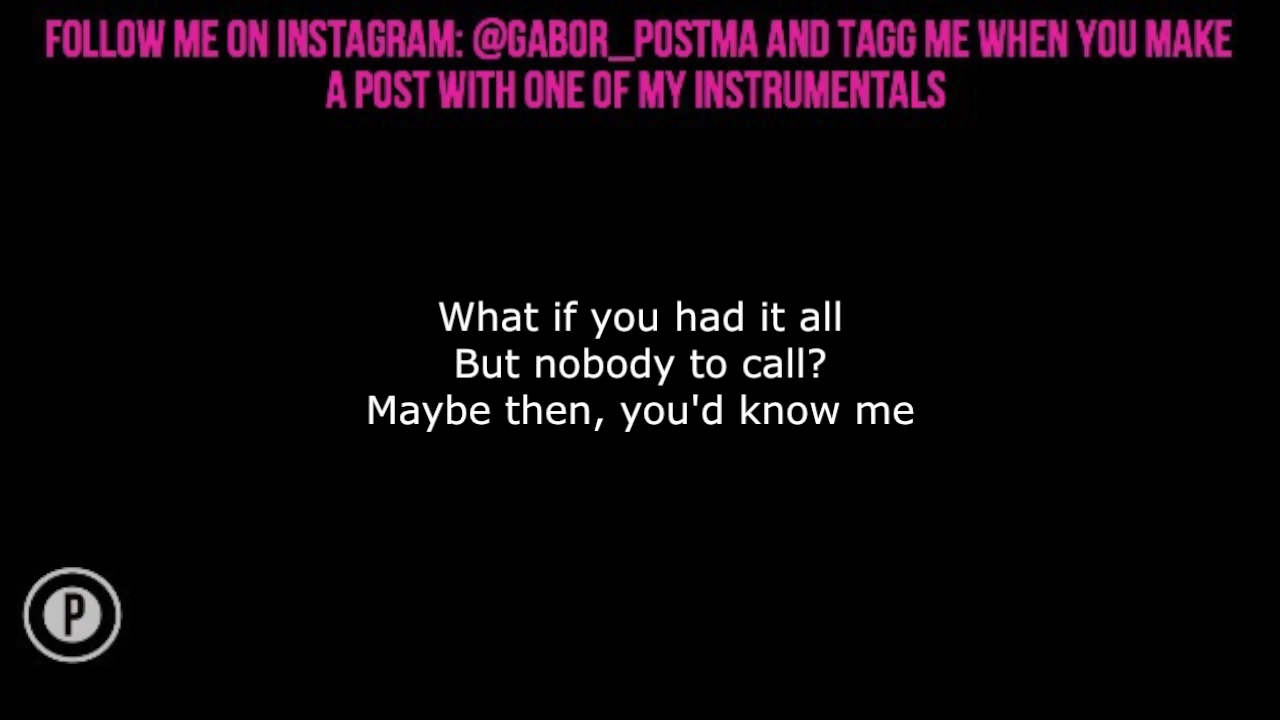 FOLLOW ME ON INSTAGRAM: @GABOR_POSTMA AND TAGG ME WHEN YOU MAKE
A POST WITH ONE OF MY INSTRUMENTALS
What if you had it all
But nobody to call?
Maybe then, you'd know me
P